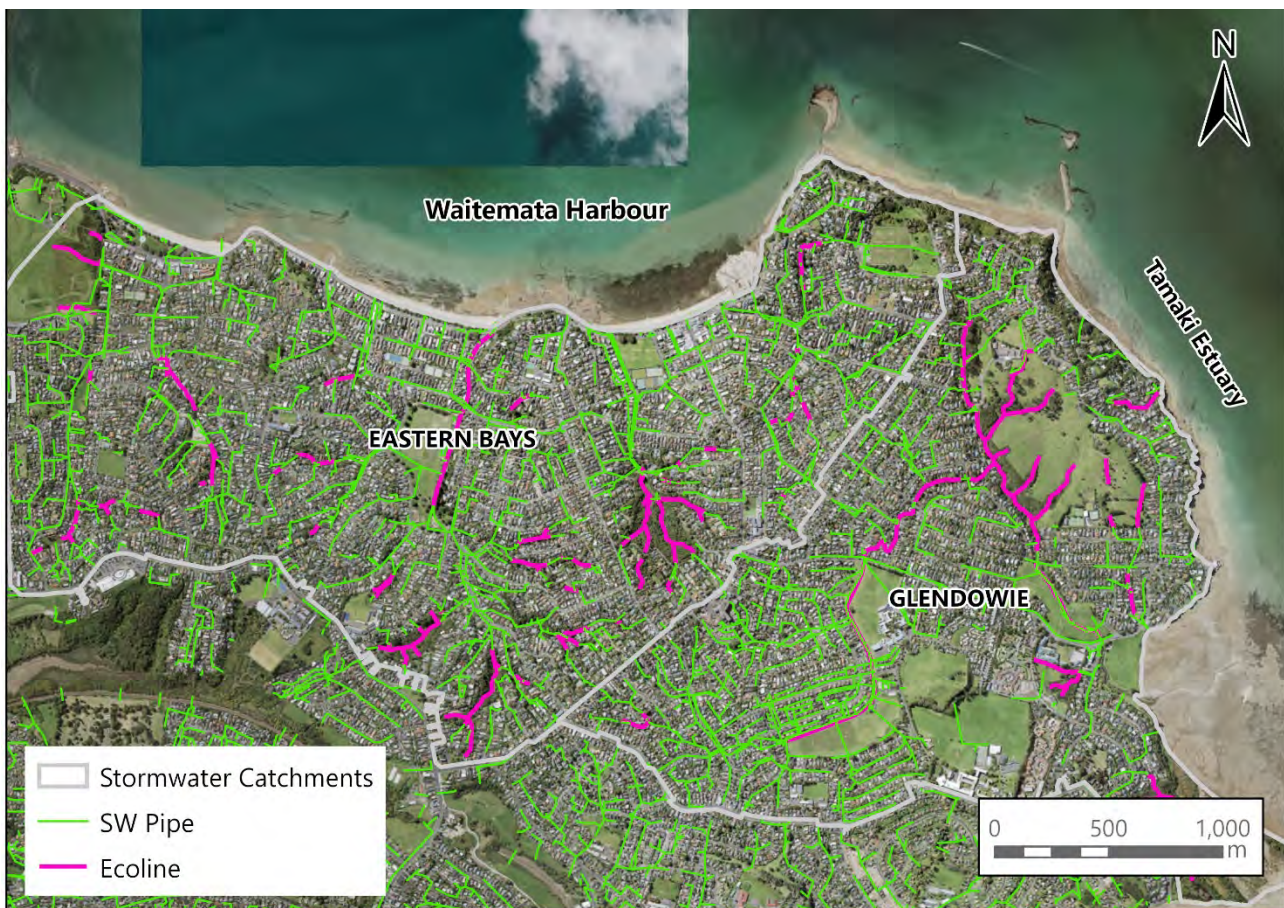 N
Waitemata Harbour
Tamaki Estuary
EASTERN BAYS
GLENDOWIE
Stormwater Catchments
SW Pipe
Ecoline
0 500 1,000
m